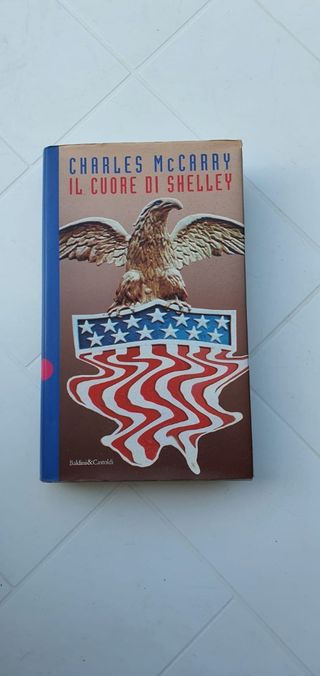 CHARLES McCARRY
IL CUORE DI SHELLEY
Baldini&Castoldi